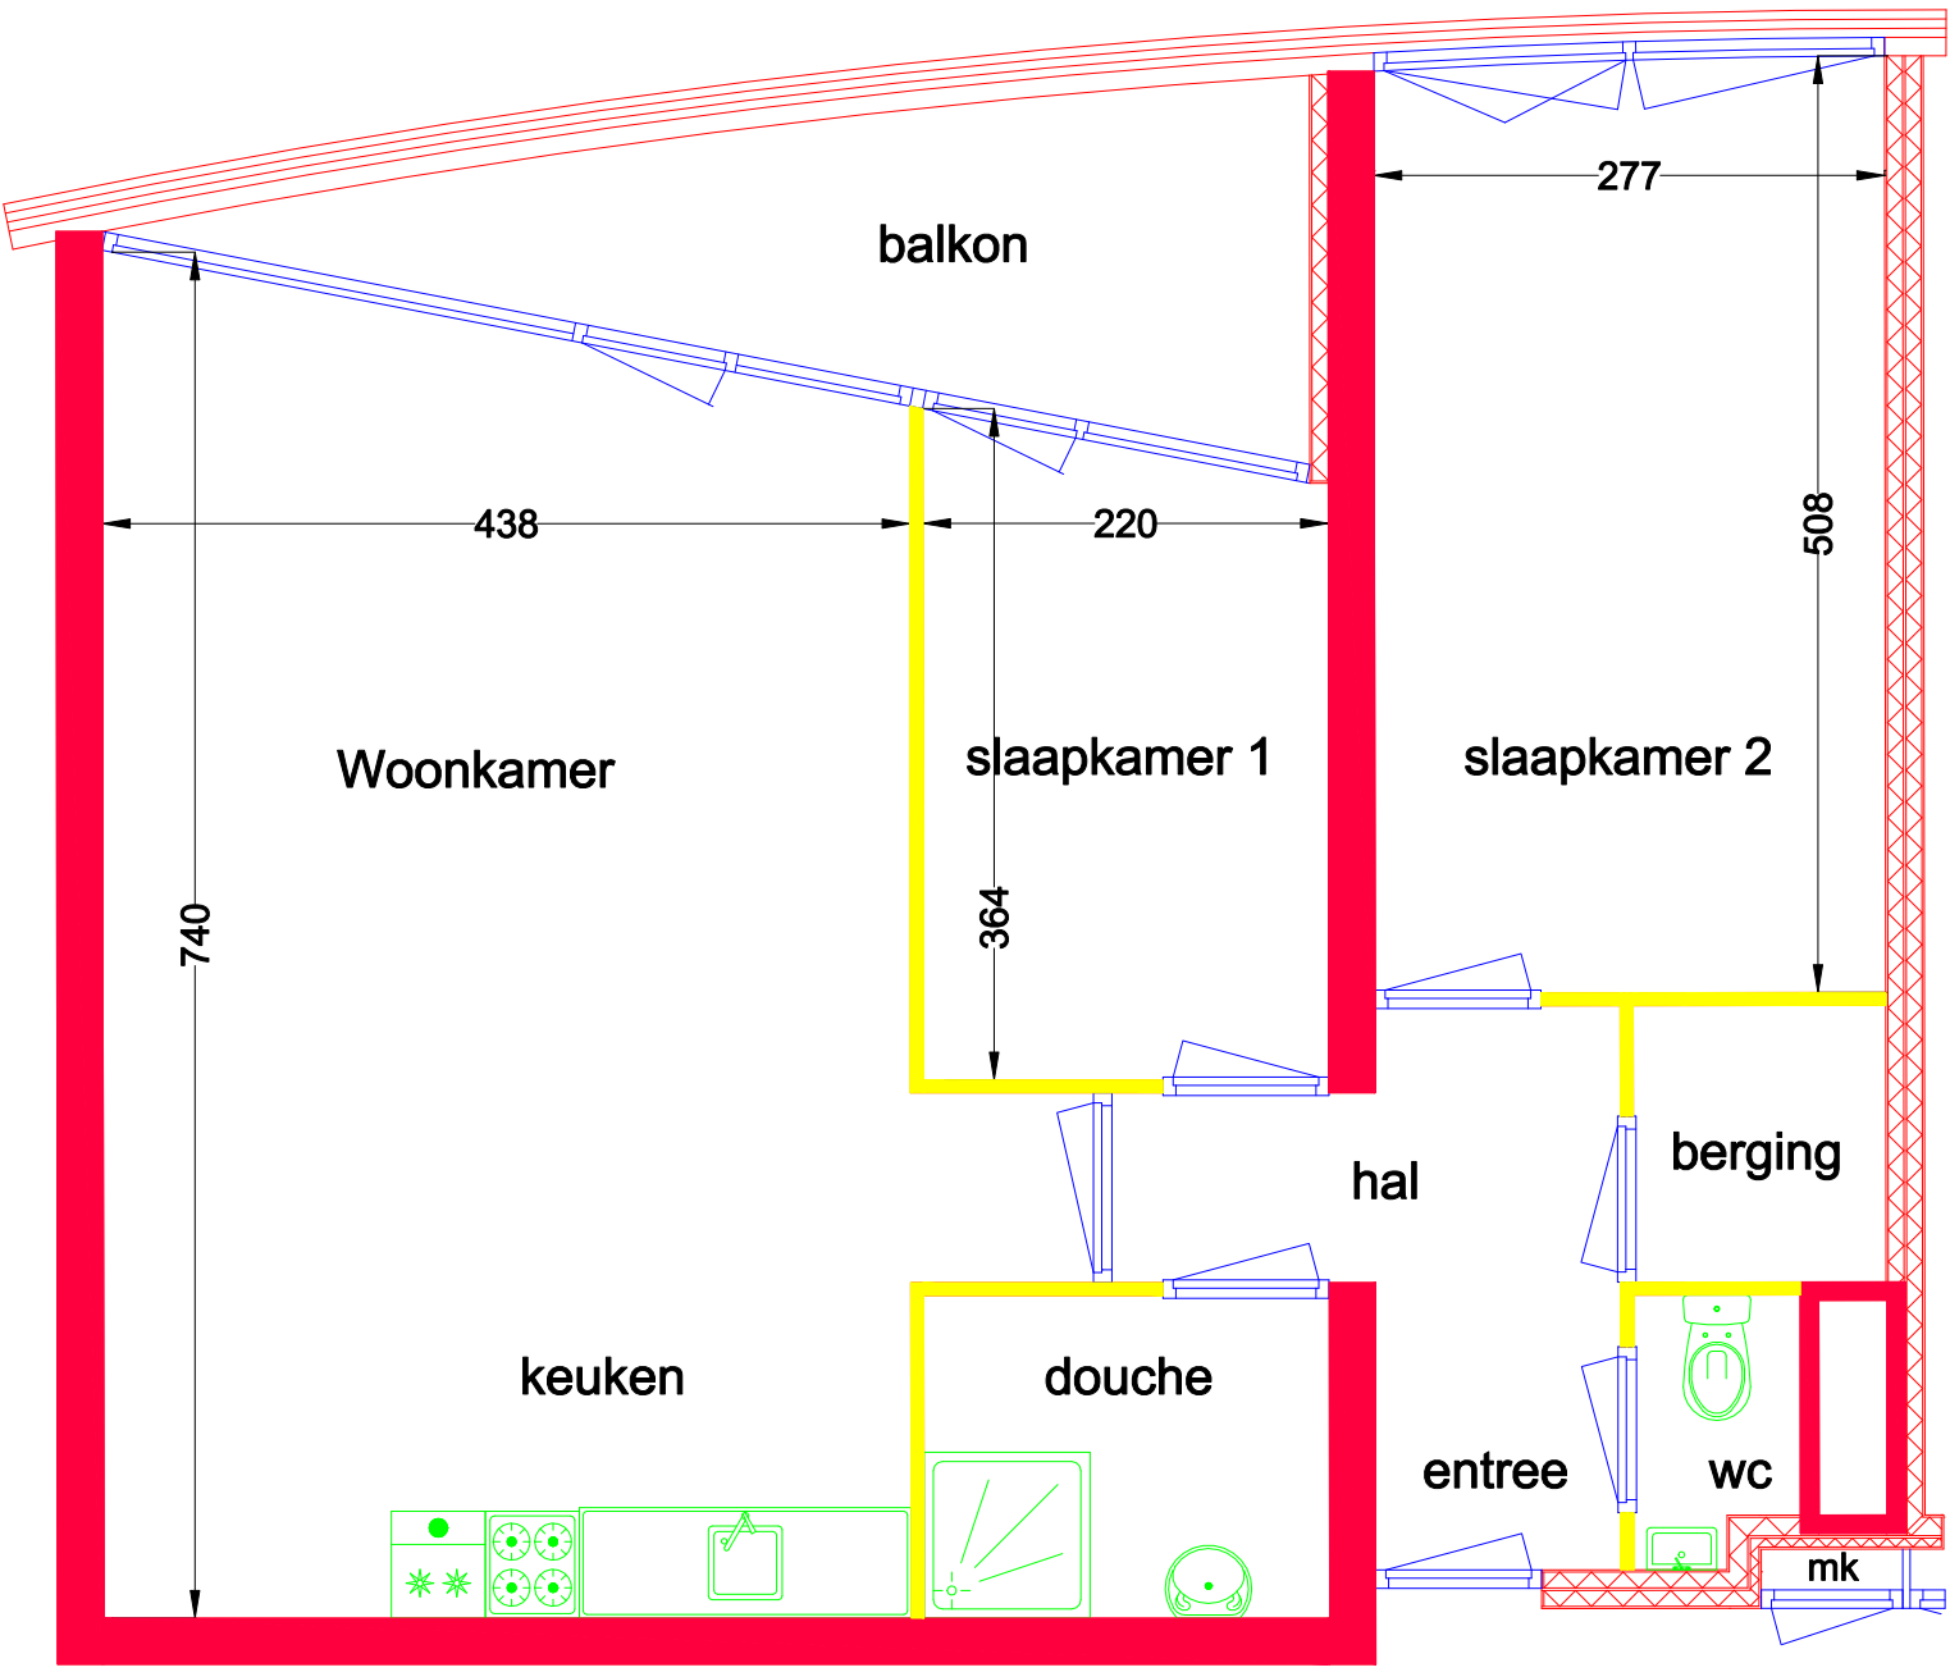 277
balkon
438
220
508
Woonkamer
slaapkamer 1
slaapkamer 2
740
364
berging
hal
keuken
douche
entree
wc
mk